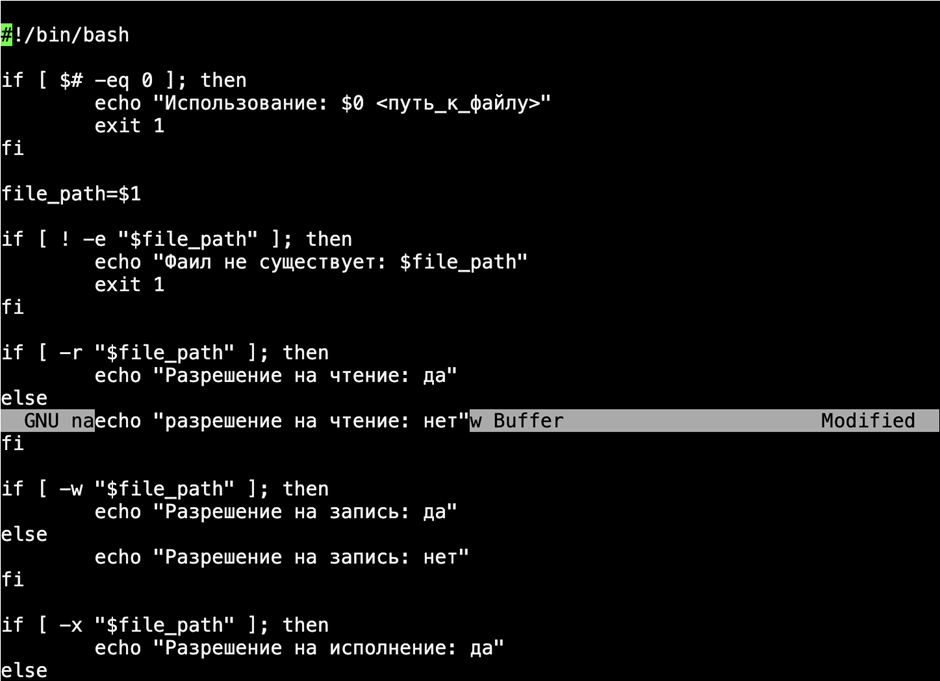 #!/bin/bash
if [ $# -eq 0 ]; then
echo "Использование: $0 <путь_к_файлу>"
exit 1
fi
file_path=$1
if [ ! -e "$file_path" ]; then
echo "Фаил не существует: $file_path"
exit 1
fi
if [ -r "$file_path" ]; then
echo "Разрешение на чтение: да"
else
GNU naecho "разрешение на чтение: нет"w Buffer Modified
fi
if [ -w "$file_path" ]; then
echo "Разрешение на запись: да"
else
echo "Разрешение на запись: нет"
fi
if [ -x "$file_path" ]; then
echo "Разрешение на исполнение: да"
else